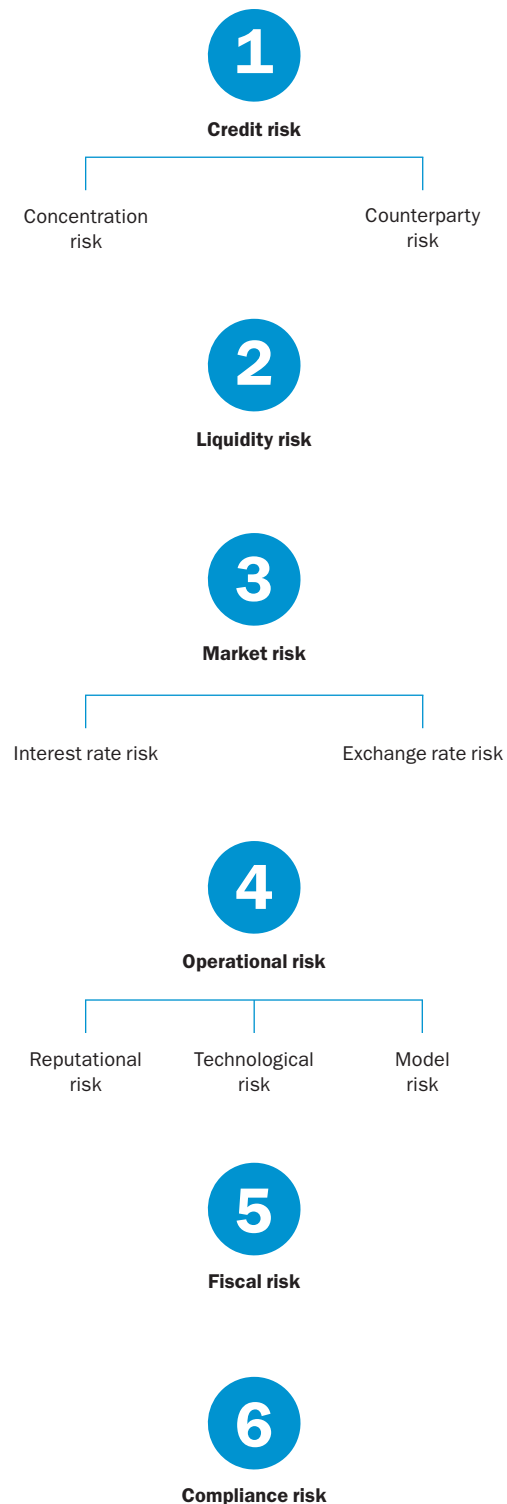 1
Credit risk
Concentration
risk
Counterparty
risk
2
Liquidity risk
3
Market risk
Interest rate risk
Exchange rate risk
4
Operational risk
Reputational
risk
Technological
risk
Model
risk
5
Fiscal risk
6
Compliance risk